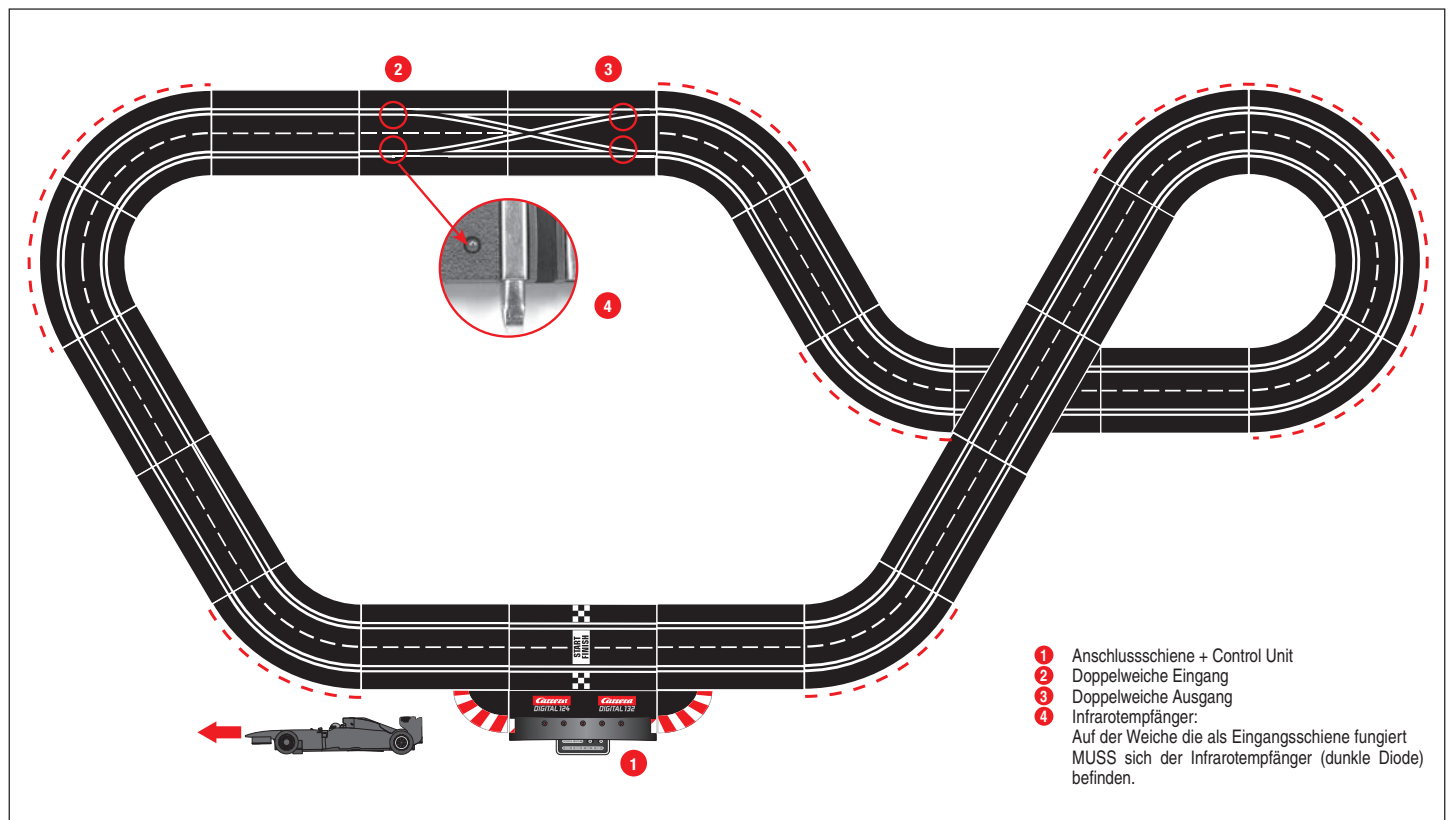 2
3
4
START
FINISH
Carrera
DIGITAL 124
Carrera
DIGITAL 132
1
1 Anschlussschiene + Control Unit
2 Doppelweiche Eingang
3 Doppelweiche Ausgang
4 Infrarotempfänger:
Auf der Weiche die als Eingangsschiene fungiert
MUSS sich der Infrarotempfänger (dunkle Diode)
befinden.